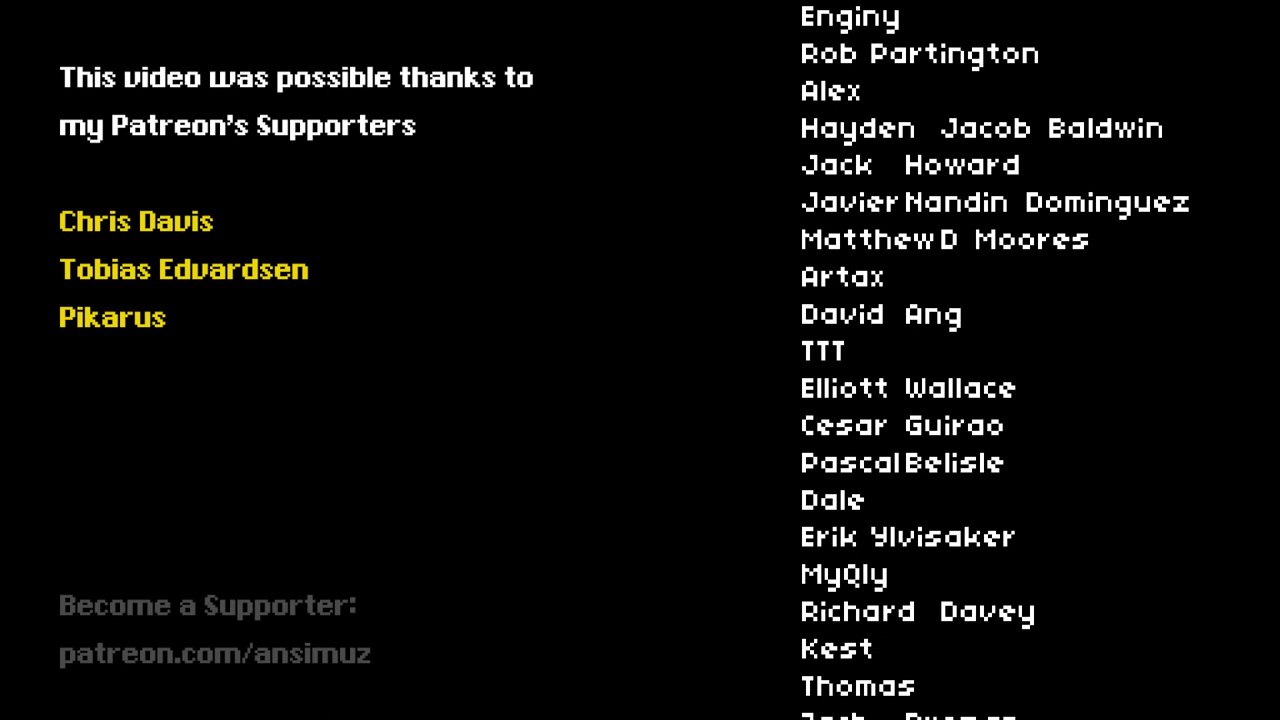 This video was possible thanks to
my Patreon's Supporters
Chris Davis
Tobias Edvardsen
Pikarus
Become a Supporter:
patreon.com/ansimuz
Enginy
Rob Partington
Alex
Hayden Jacob Baldwin
Jack Howard
Javier Nandin Dominguez
Matthew D Moores
Artax
David Ang
TTT
Elliott Wallace
Cesar Guirao
Pascal Belisle
Dale
Erik Ylvisaker
MyQly
Richard Davey
Kest
Thomas